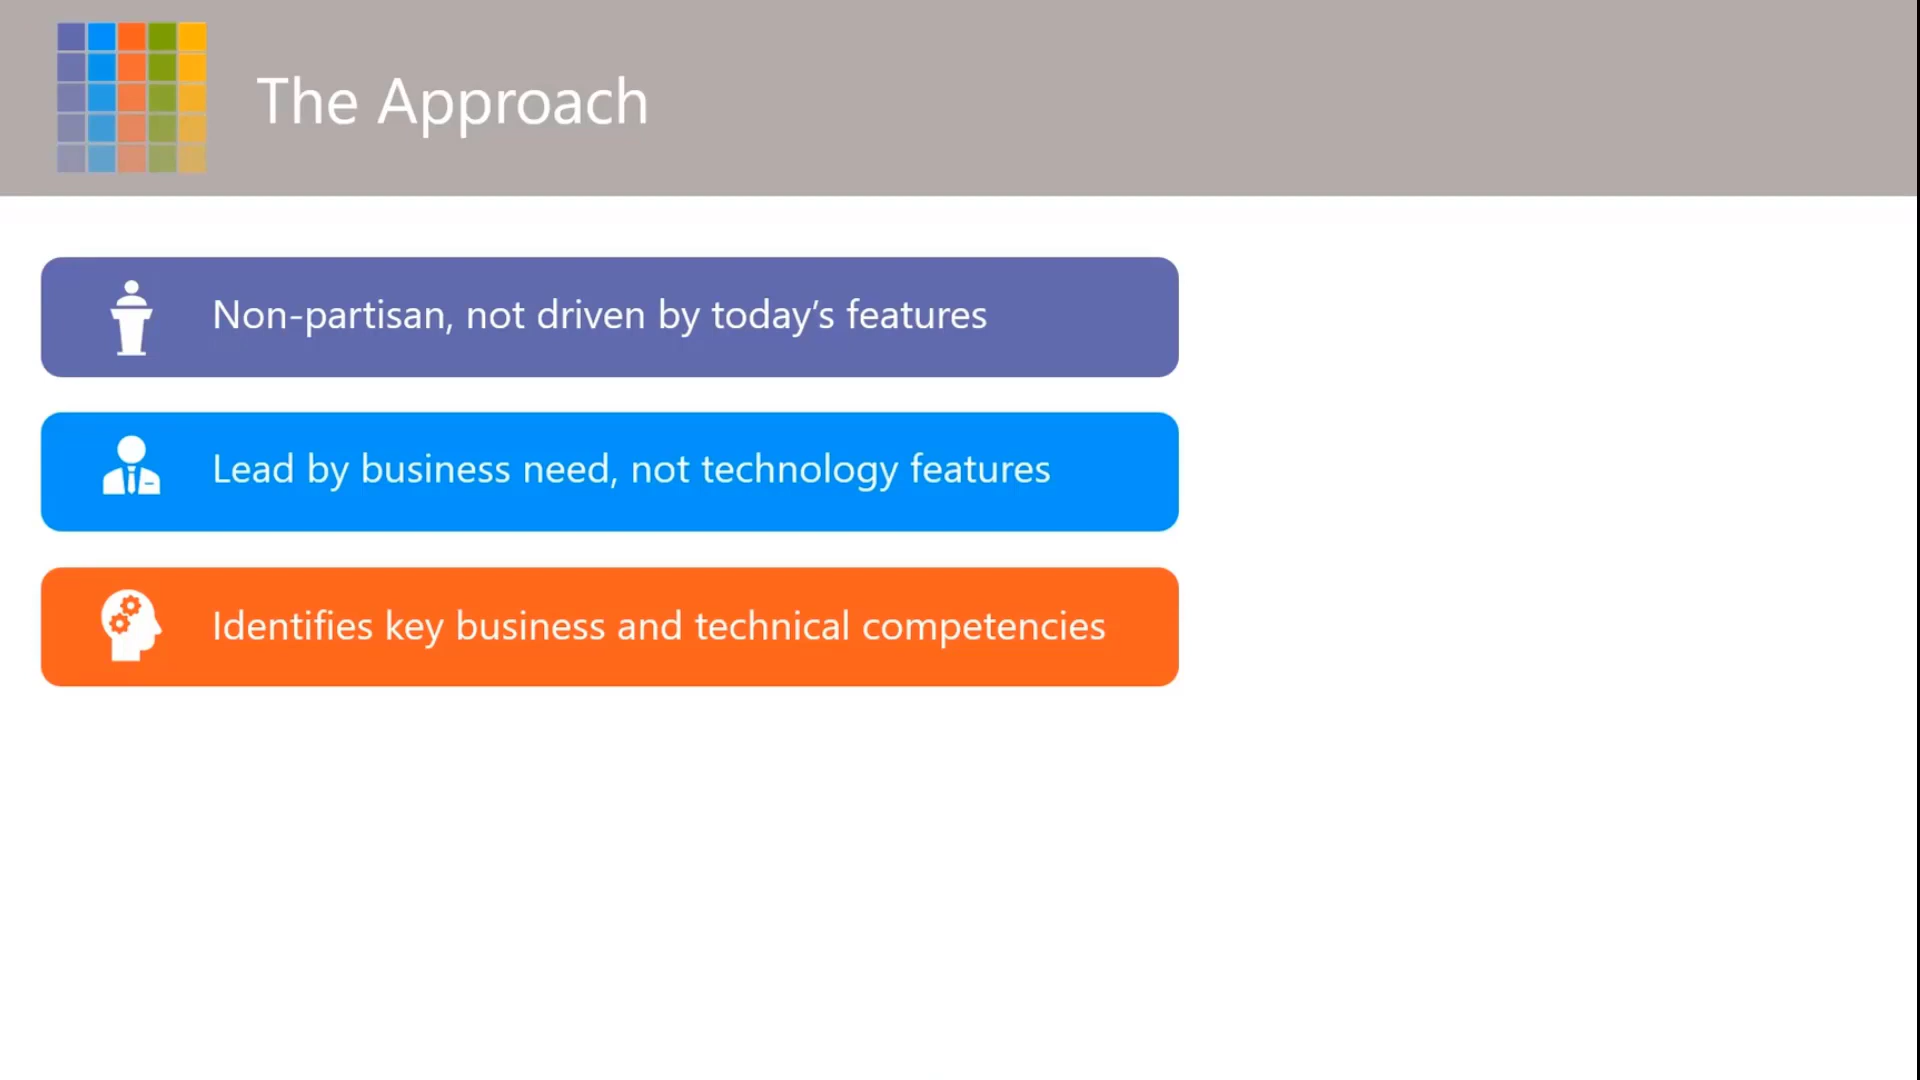 The Approach
Non-partisan, not driven by today’s features
Lead by business need, not technology features
Identifies key business and technical competencies